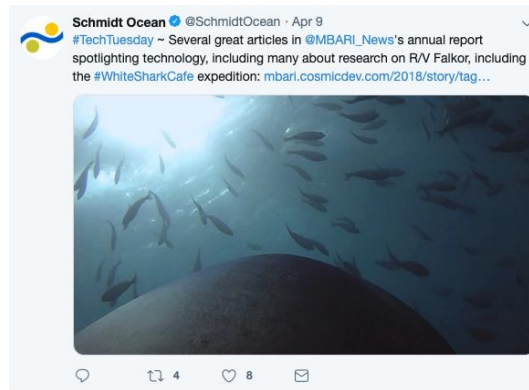 Schmidt Ocean @SchmidtOcean · Apr 9
#TechTuesday ~ Several great articles in @MBARI_News's annual report
spotlighting technology, including many about research on R/V Falkor, including
the #WhiteSharkCafe expedition: mbari.cosmicdev.com/2018/story/tag…
4 8